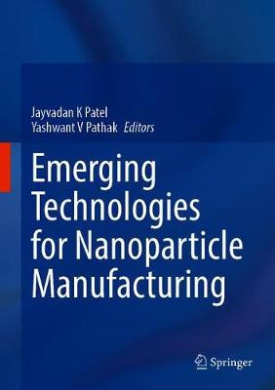 Jayvadan K Patel
Yashwant V Pathak Editors
Emerging
Technologies
for Nanoparticle
Manufacturing
Springer